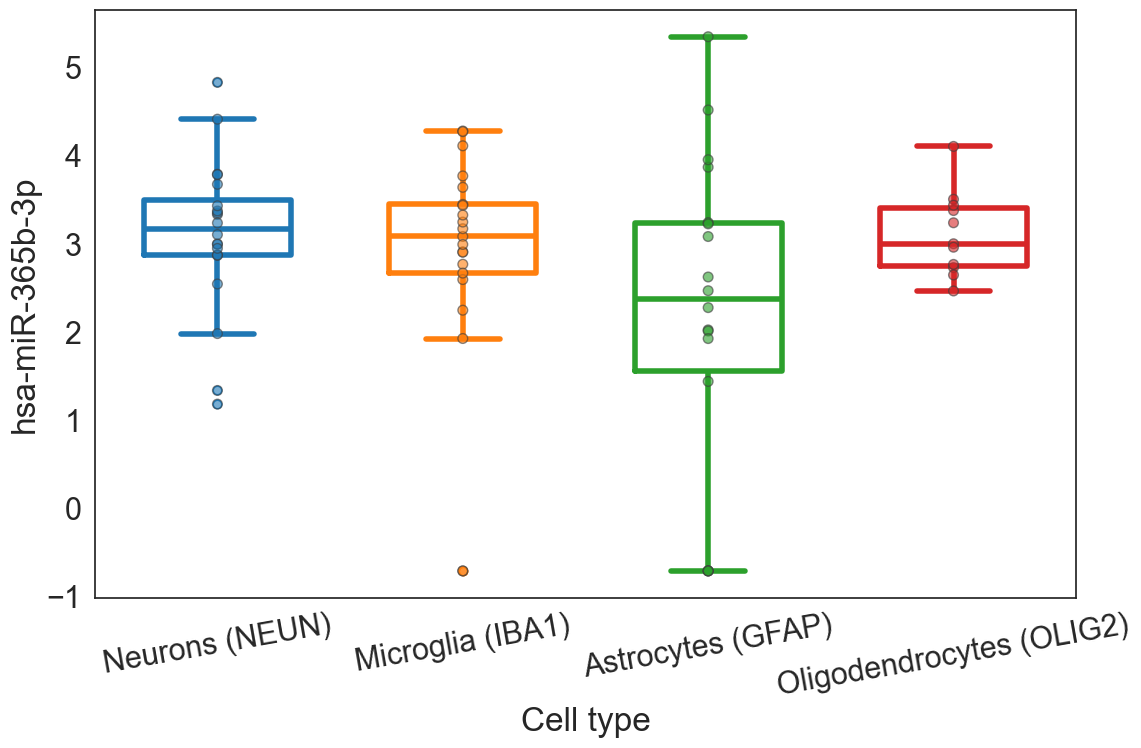 hsa-miR-365b-3p
5
4
3
2
1
0
−1
Neurons (NEUN)
Microglia (IBA1)
Astrocytes (GFAP)
Oligodendrocytes (OLIG2)
Cell type